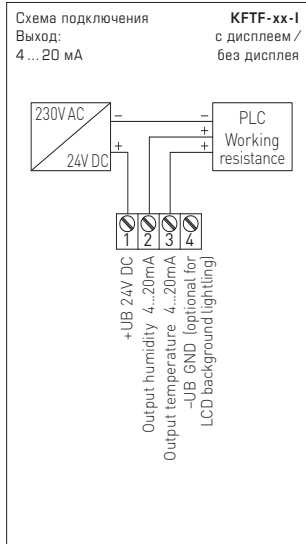 Схема подключения
Выход:
4 ... 20 мА
KFTF-xx-I
с дисплеем /
без дисплея
230V AC
24V DC
–
+
–
+
+
PLC
Working
resistance
1 2 3 4
+UB 24V DC
Output humidity 4...20mA
Output temperature 4...20mA
–UB GND (optional for
LCD background lightling)